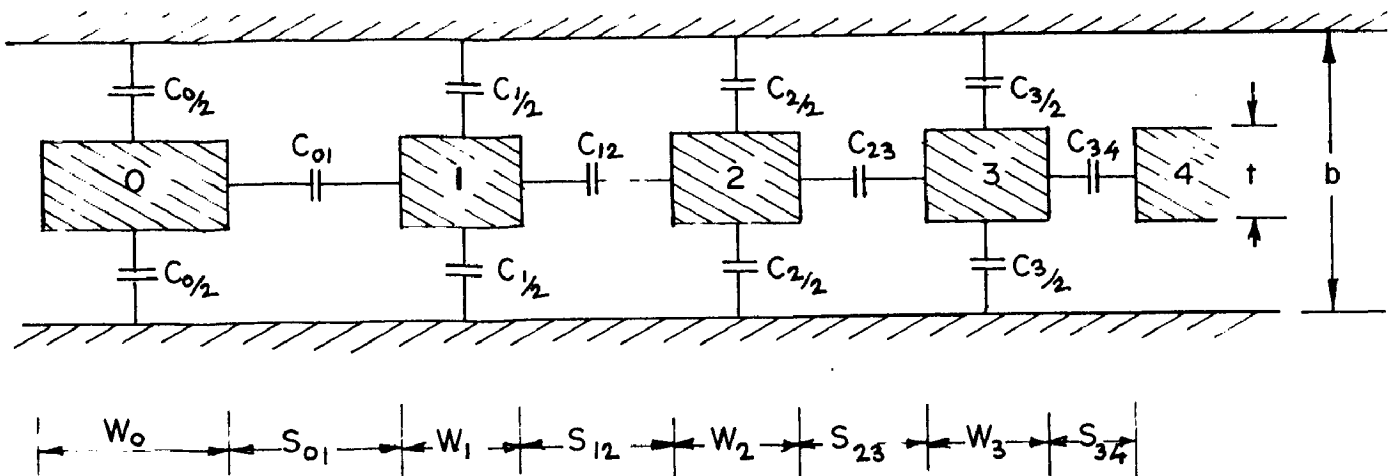 C0/2 C1/2 C2/2 C3/2
0 C01 1 C12 2 C23 3 C34 4 t b
C0/2 C1/2 C2/2 C3/2
W0 S01 W1 S12 W2 S23 W3 S34